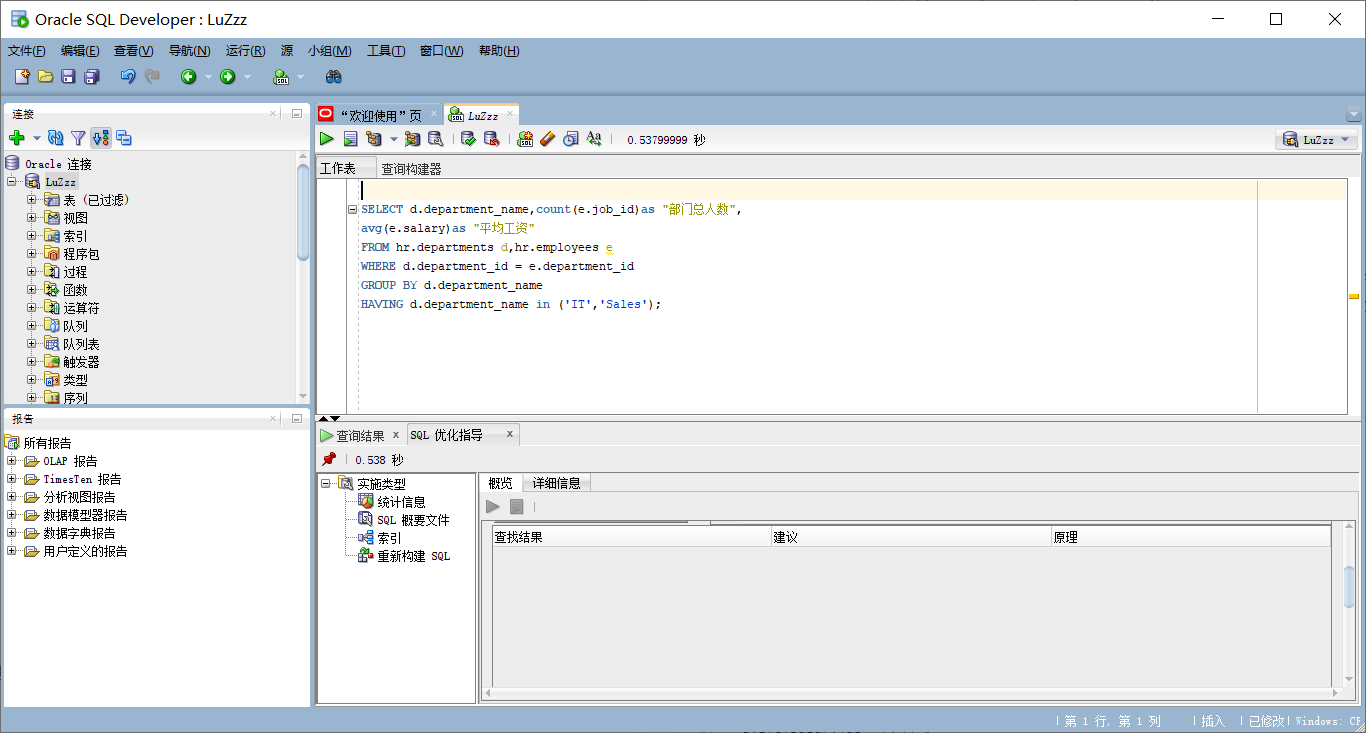 Oracle SQL Developer : LuZzz
文件(F) 编辑(E) 查看(V) 导航(N) 运行(R) 源 小组(M) 工具(T) 窗口(W) 帮助(H)
连接
Oracle 连接
LuZzz
表 (已过滤)
视图
索引
程序包
过程
函数
运算符
队列
队列表
触发器
类型
序列
报告
所有报告
OLAP 报告
TimesTen 报告
分析视图报告
数据模型器报告
数据字典报告
用户定义的报告
“欢迎使用”页 LuZzz
0.53799999 秒 LuZzz
工作表 查询构建器
SELECT d.department_name,count(e.job_id)as "部门总人数",
avg(e.salary)as "平均工资"
FROM hr.departments d,hr.employees e
WHERE d.department_id = e.department_id
GROUP BY d.department_name
HAVING d.department_name in ('IT','Sales');
查询结果 x SQL 优化指导 x
0.538 秒
实施类型
统计信息
SQL 概要文件
索引
重新构建 SQL
概览 详细信息
查找结果 建议 原理
第 1 行, 第 1 列 插入 已修改 Windows: